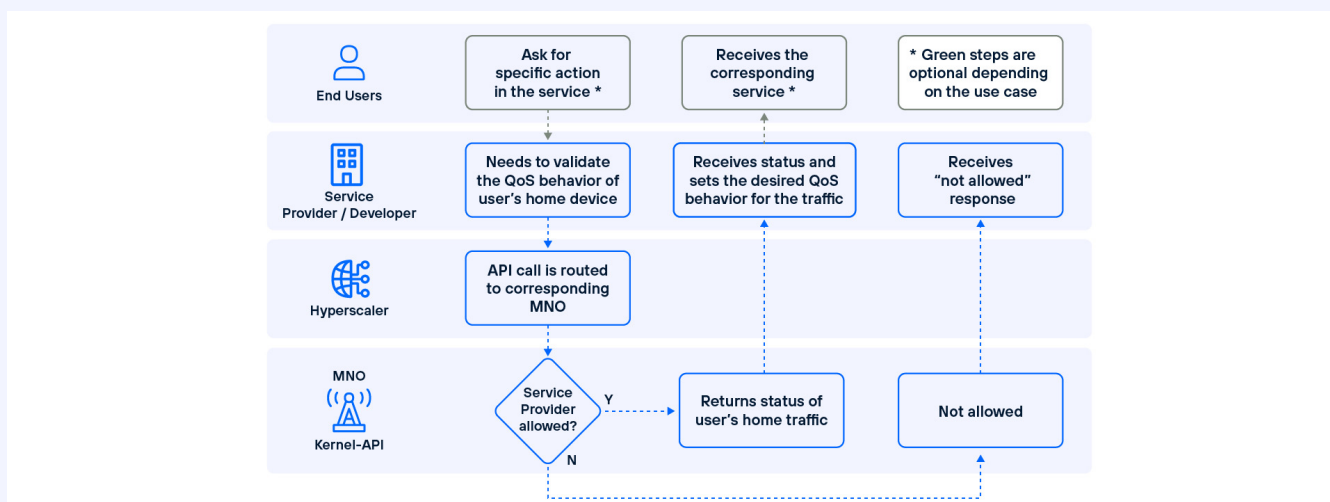 End Users
Ask for
specific action
in the service *
Receives the
corresponding
service *
* Green steps are
optional depending
on the use case
Service
Provider / Developer
Needs to validate
the QoS behavior of
user's home device
Receives status and
sets the desired QoS
behavior for the traffic
Receives
“not allowed”
response
Hyperscaler
API call is routed
to corresponding
MNO
MNO
Kernel-API
Service
Provider
allowed?
Y
N
Returns status of
user's home traffic
Not allowed